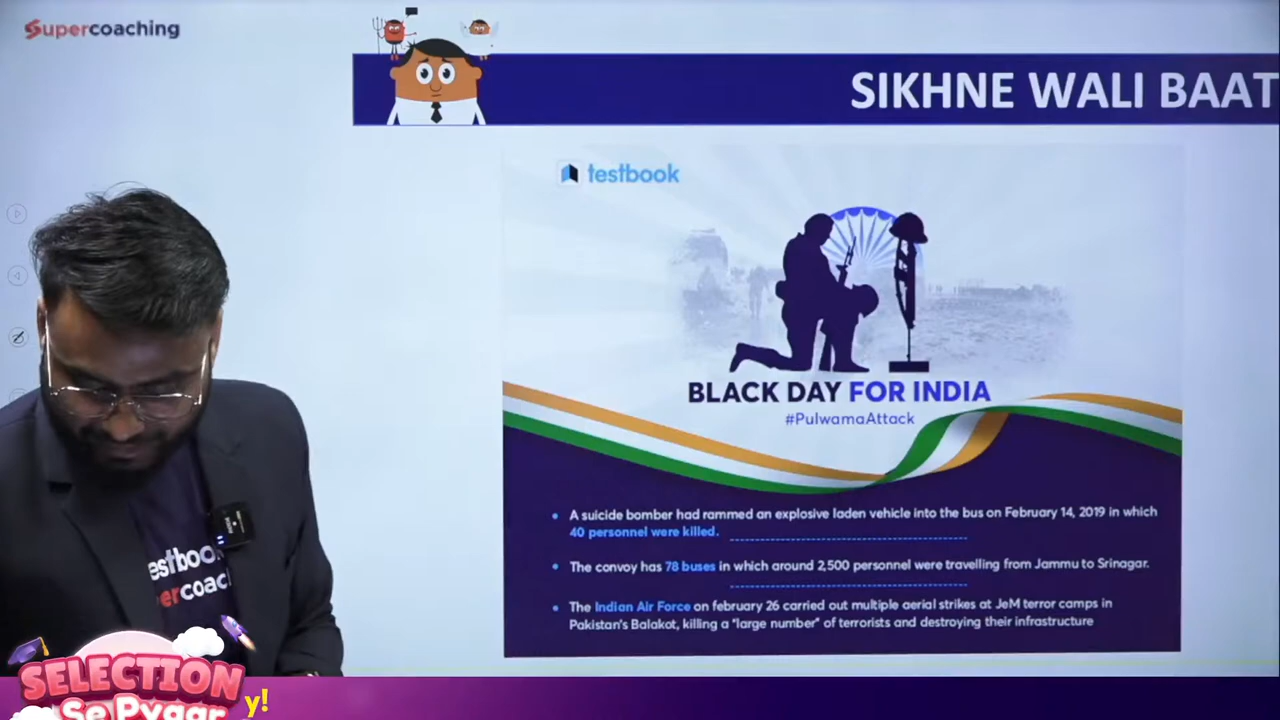 Supercoaching
SIKHNE WALI BAAT
testbook
BLACK DAY FOR INDIA
#PulwamaAttack
• A suicide bomber had rammed an explosive laden vehicle into the bus on February 14, 2019 in which
40 personnel were killed.
• The convoy has 78 buses in which around 2,500 personnel were travelling from Jammu to Srinagar.
• The Indian Air Force on february 26 carried out multiple aerial strikes at JeM terror camps in
Pakistan's Balakot, killing a "large number" of terrorists and destroying their infrastructure
estbook
ercoac
SELECTION
Se Pyaar
y!